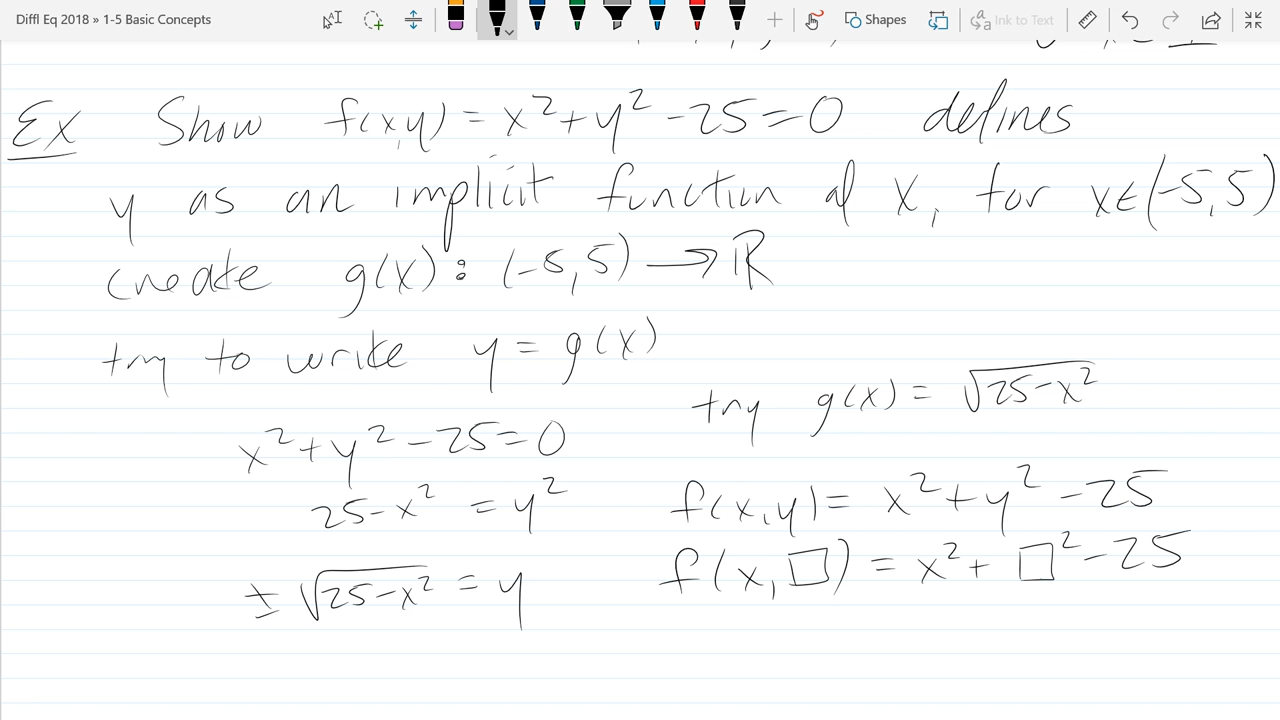 Diffl Eq 2018 » 1-5 Basic Concepts
Shapes
Ink to Text
Ex Show f(x,y) = x² + y² - 25 = 0 defines
y as an implicit function of x, for x∈(-5,5)
create g(x): (-5,5) → ℝ
try to write y = g(x)
try g(x) = √(25-x²)
x² + y² - 25 = 0
25 - x² = y²
± √(25-x²) = y
f(x,y) = x² + y² - 25
f(x,□) = x² + □² - 25